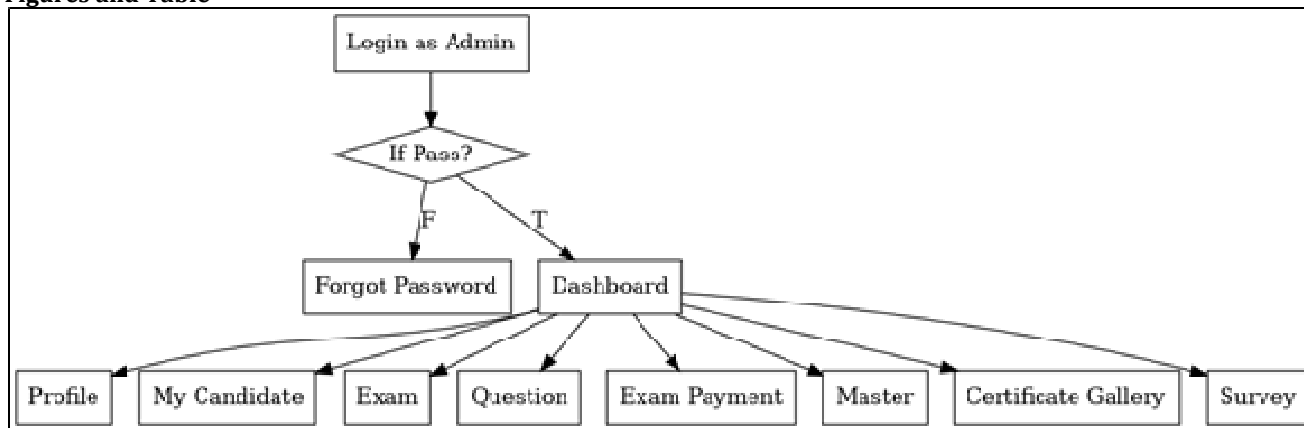 Figures and Table
Login as Admin
If Pass?
F
T
Forgot Password
Dashboard
Profile
My Candidate
Exam
Question
Exam Payment
Master
Certificate Gallery
Survey